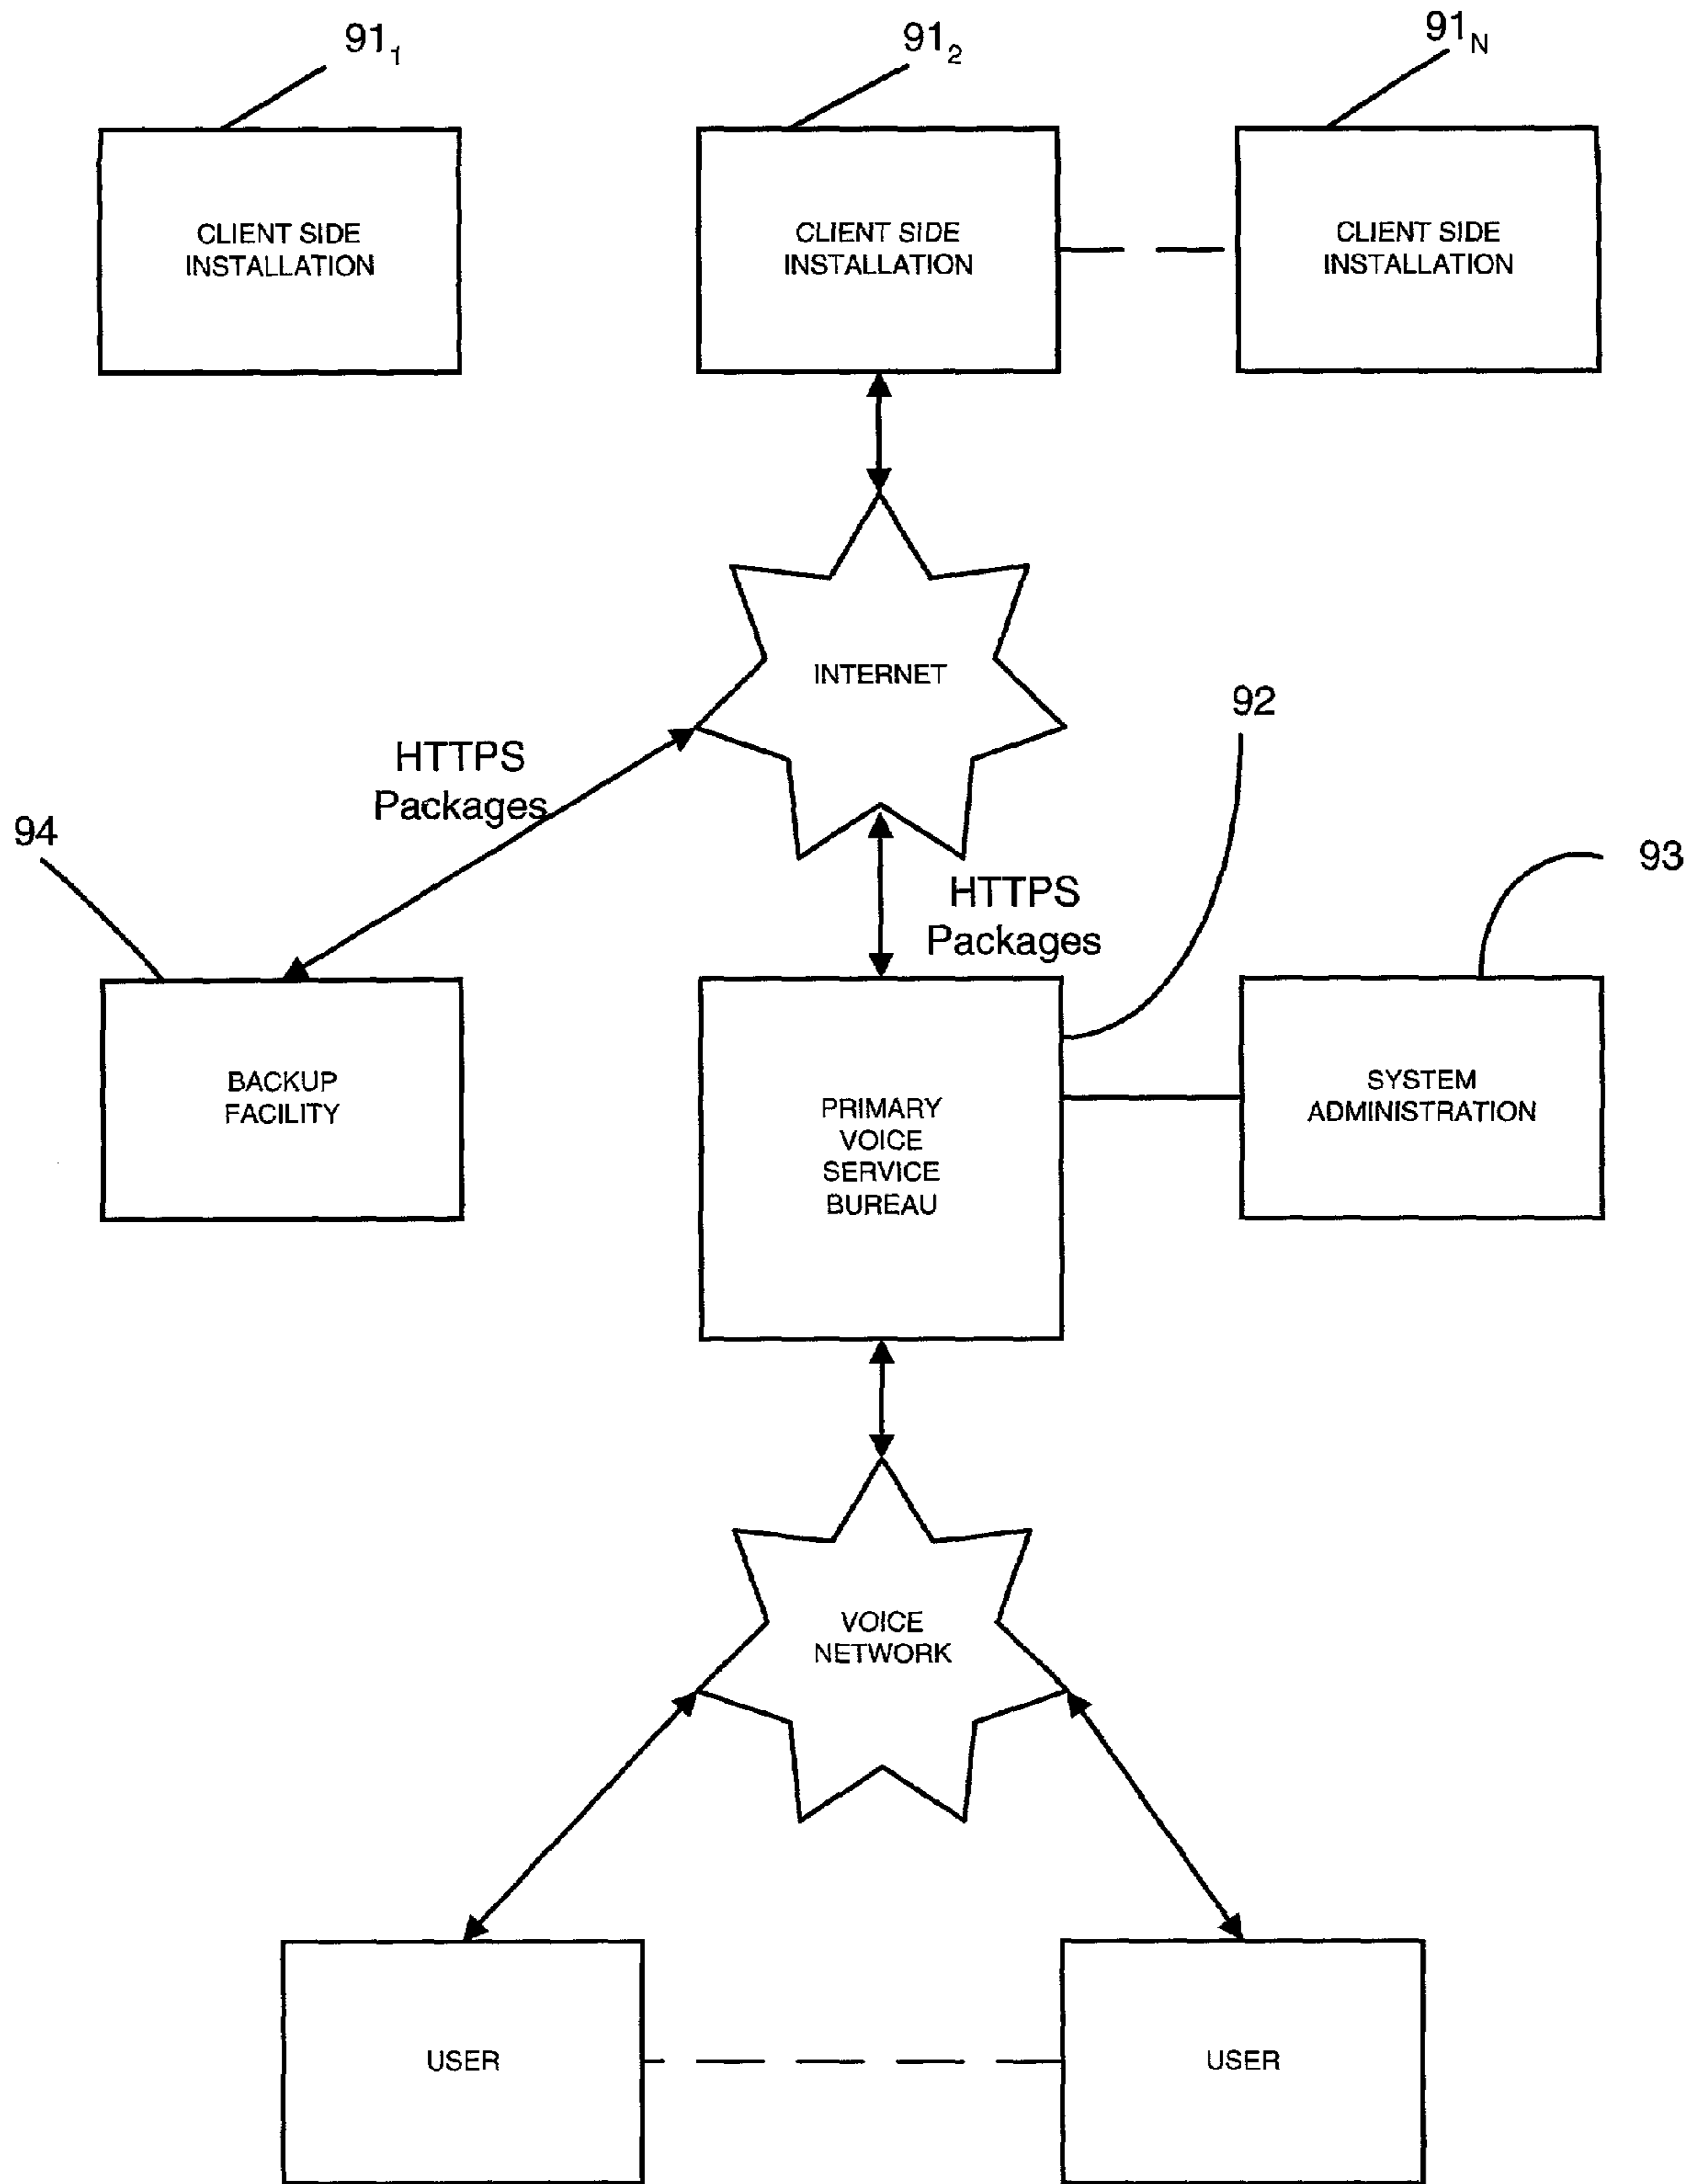 91₁
91₂
91N
CLIENT SIDE
INSTALLATION
CLIENT SIDE
INSTALLATION
CLIENT SIDE
INSTALLATION
INTERNET
92
HTTPS
Packages
94
93
HTTPS
Packages
BACKUP
FACILITY
PRIMARY
VOICE
SERVICE
BUREAU
SYSTEM
ADMINISTRATION
VOICE
NETWORK
USER
USER